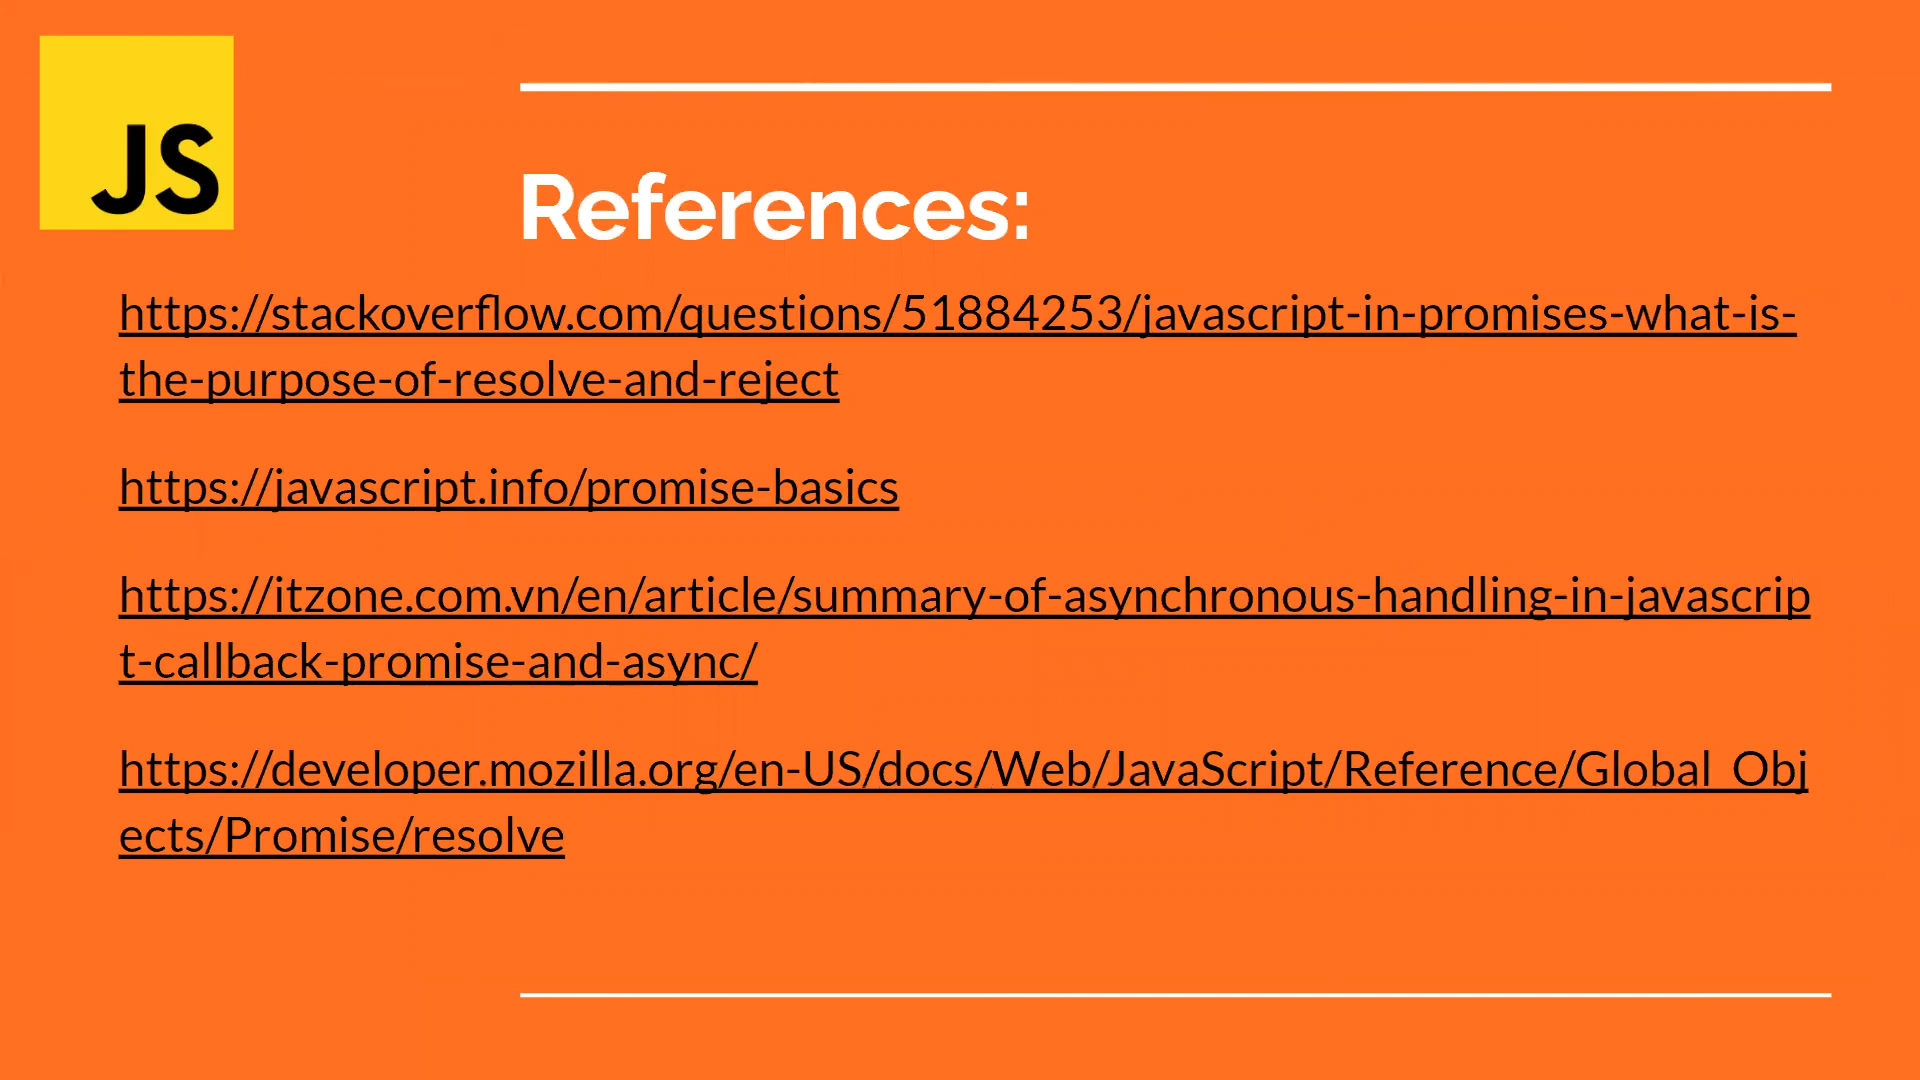 JS
References:
https://stackoverflow.com/questions/51884253/javascript-in-promises-what-is-
the-purpose-of-resolve-and-reject
https://javascript.info/promise-basics
https://itzone.com.vn/en/article/summary-of-asynchronous-handling-in-javascrip
t-callback-promise-and-async/
https://developer.mozilla.org/en-US/docs/Web/JavaScript/Reference/Global_Obj
ects/Promise/resolve